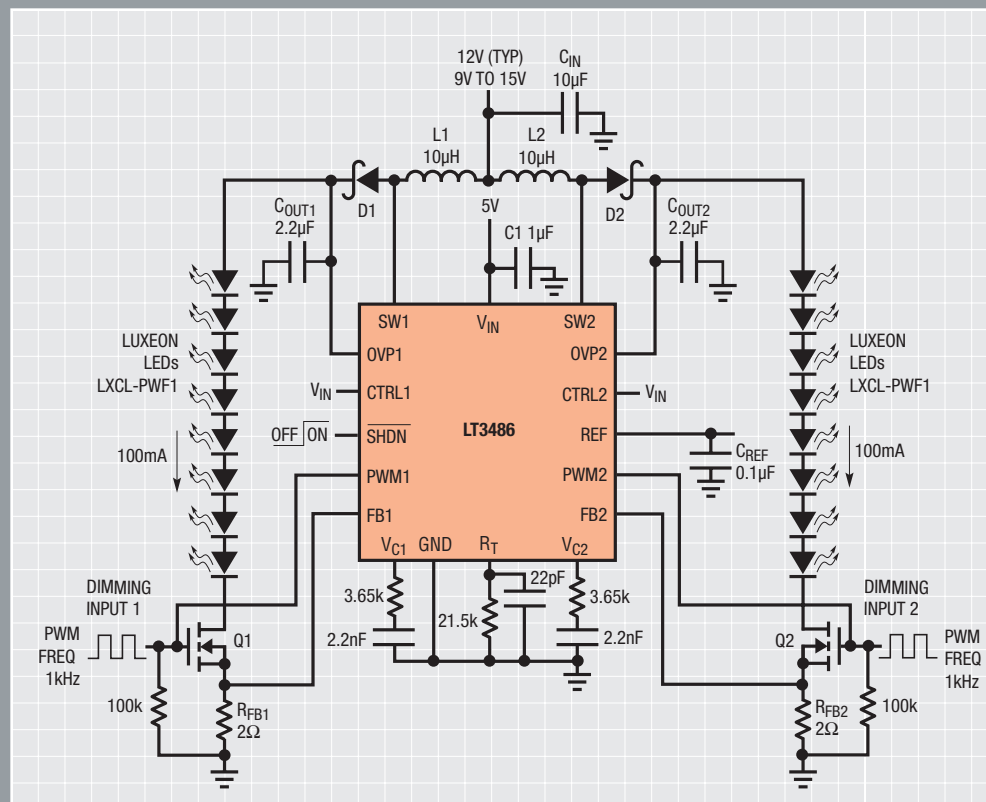 12V (TYP)
9V TO 15V
CIN
10µF
L1
10µH
L2
10µH
D1
5V
D2
COUT1
2.2µF
C1 1µF
COUT2
2.2µF
SW1
VIN
SW2
OVP1
OVP2
LUXEON
LEDs
LXCL-PWF1
LUXEON
LEDs
LXCL-PWF1
VIN
CTRL1
CTRL2
VIN
OFF ON
SHDN
LT3486
REF
100mA
CREF
0.1µF
100mA
PWM1
PWM2
FB1
FB2
VC1
GND
RT
VC2
DIMMING
INPUT 1
3.65k
22pF
3.65k
DIMMING
INPUT 2
21.5k
PWM
FREQ
1kHz
Q1
2.2nF
2.2nF
Q2
PWM
FREQ
1kHz
100k
RFB1
2Ω
RFB2
2Ω
100k